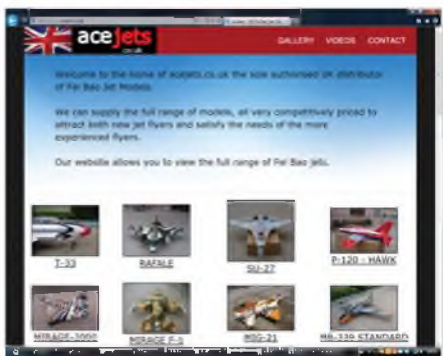 acejets
co.uk
GALLERY VIDEOS CONTACT
Welcome to the home of acejets.co.uk the sole authorised UK distributor
of Fei Bao Jet Models.
We can supply the full range of models, all very competitively priced to
attract both new jet flyers and satisfy the needs of the more
experienced flyers.
Our website allows you to view the full range of Fei Bao jets.
T-33 RAFALE SU-27 P-120 - HAWK
MIRAGE-2000 MIRAGE F-1 MIG-21 MB-339 STANDARD